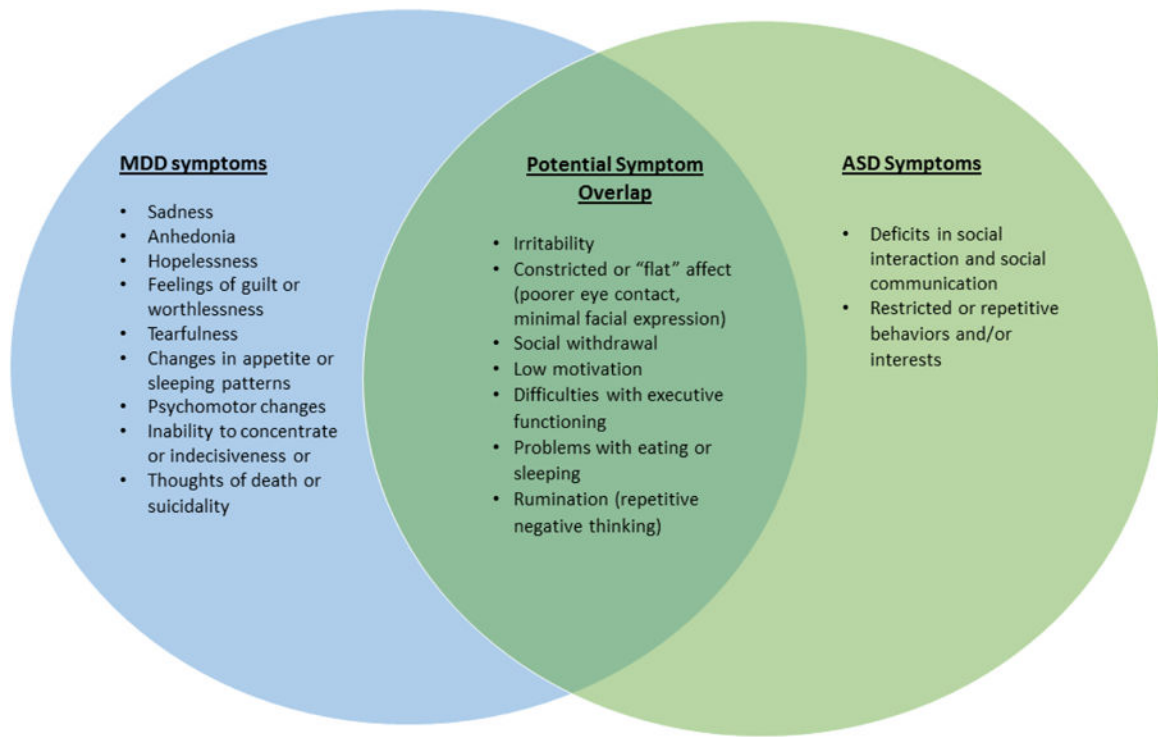 MDD symptoms
• Sadness
• Anhedonia
• Hopelessness
• Feelings of guilt or
worthlessness
• Tearfulness
• Changes in appetite or
sleeping patterns
• Psychomotor changes
• Inability to concentrate
or indecisiveness or
• Thoughts of death or
suicidality
Potential Symptom
Overlap
• Irritability
• Constricted or “flat” affect
(poorer eye contact,
minimal facial expression)
• Social withdrawal
• Low motivation
• Difficulties with executive
functioning
• Problems with eating or
sleeping
• Rumination (repetitive
negative thinking)
ASD Symptoms
• Deficits in social
interaction and social
communication
• Restricted or repetitive
behaviors and/or
interests